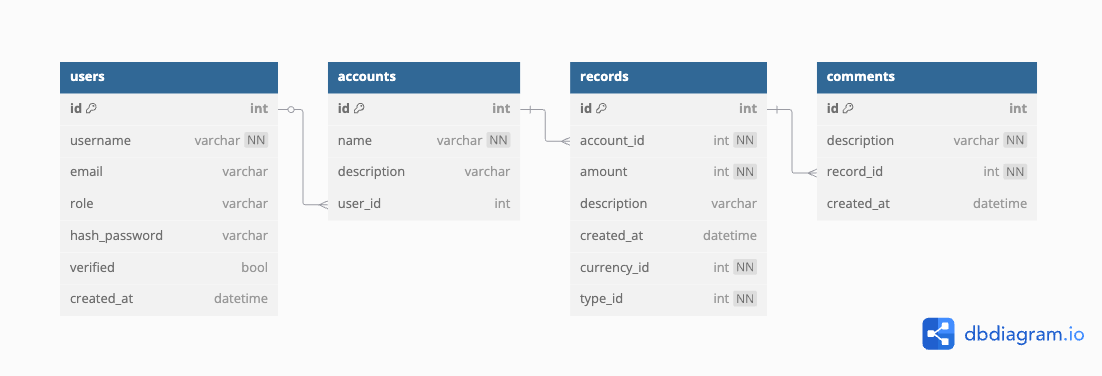 users
id int
username varchar NN
email varchar
role varchar
hash_password varchar
verified bool
created_at datetime
accounts
id int
name varchar NN
description varchar
user_id int
records
id int
account_id int NN
amount int NN
description varchar
created_at datetime
currency_id int NN
type_id int NN
comments
id int
description varchar NN
record_id int NN
created_at datetime
dbdiagram.io